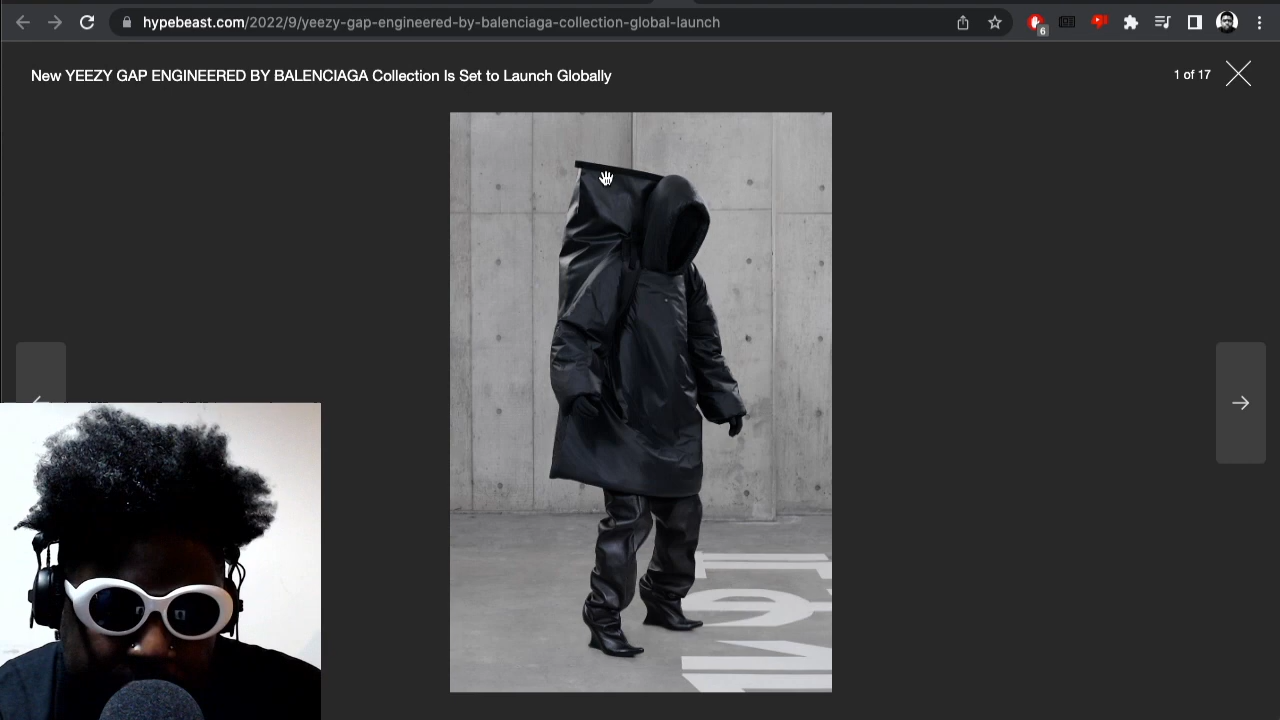 hypebeast.com/2022/9/yeezy-gap-engineered-by-balenciaga-collection-global-launch
6
New YEEZY GAP ENGINEERED BY BALENCIAGA Collection Is Set to Launch Globally
1 of 17